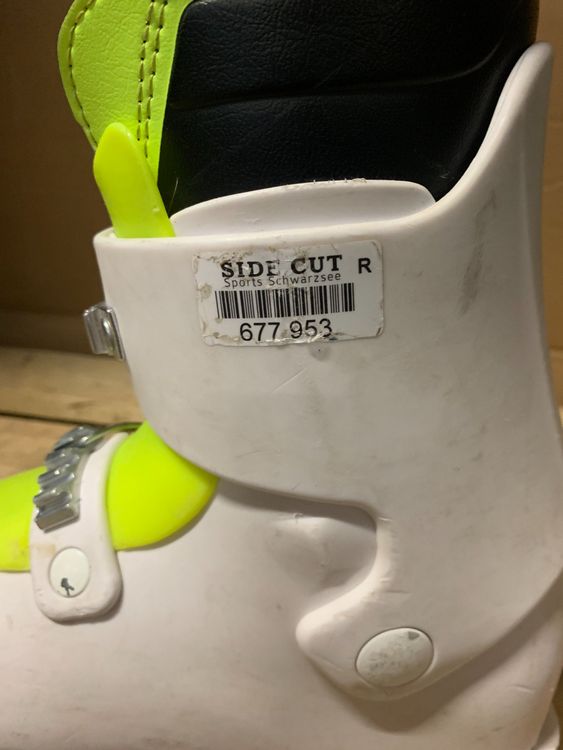 SIDE CUT R
Sports Schwarzsee
677 953